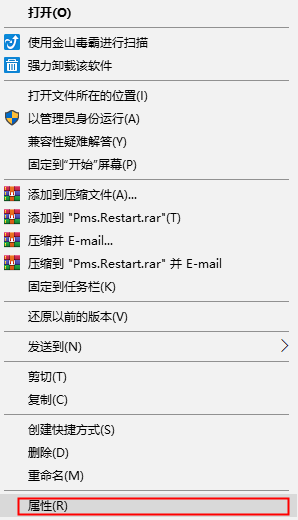 打开(O)
使用金山毒霸进行扫描
强力卸载该软件
打开文件所在的位置(I)
以管理员身份运行(A)
兼容性疑难解答(Y)
固定到“开始”屏幕(P)
添加到压缩文件(A)...
添加到 "Pms.Restart.rar"(T)
压缩并 E-mail...
压缩到 "Pms.Restart.rar" 并 E-mail
固定到任务栏(K)
还原以前的版本(V)
发送到(N)
剪切(T)
复制(C)
创建快捷方式(S)
删除(D)
重命名(M)
属性(R)